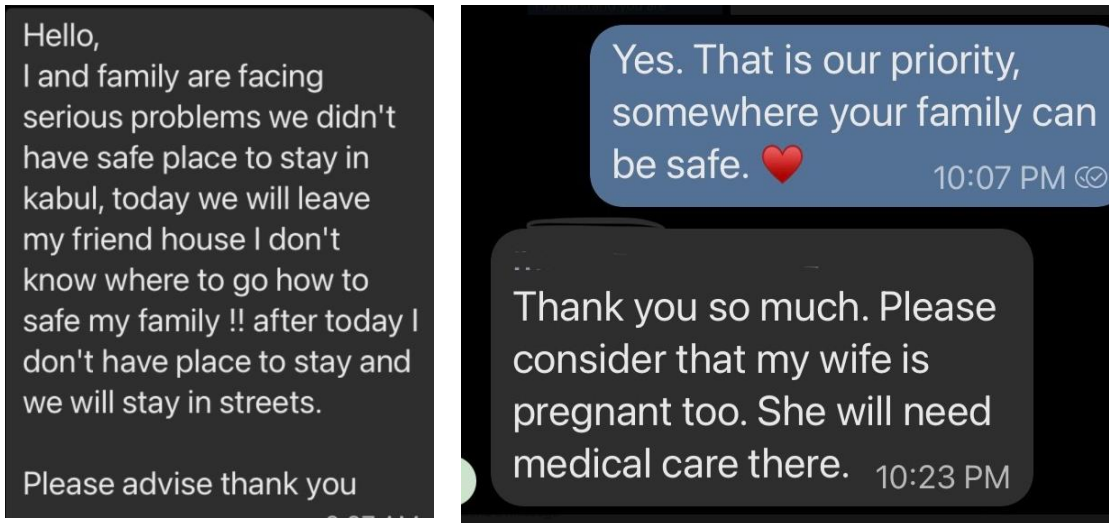 Hello,
I and family are facing
serious problems we didn't
have safe place to stay in
kabul, today we will leave
my friend house I don't
know where to go how to
safe my family !! after today I
don't have place to stay and
we will stay in streets.
Please advise thank you
Yes. That is our priority,
somewhere your family can
be safe. ❤️
10:07 PM
Thank you so much. Please
consider that my wife is
pregnant too. She will need
medical care there.
10:23 PM